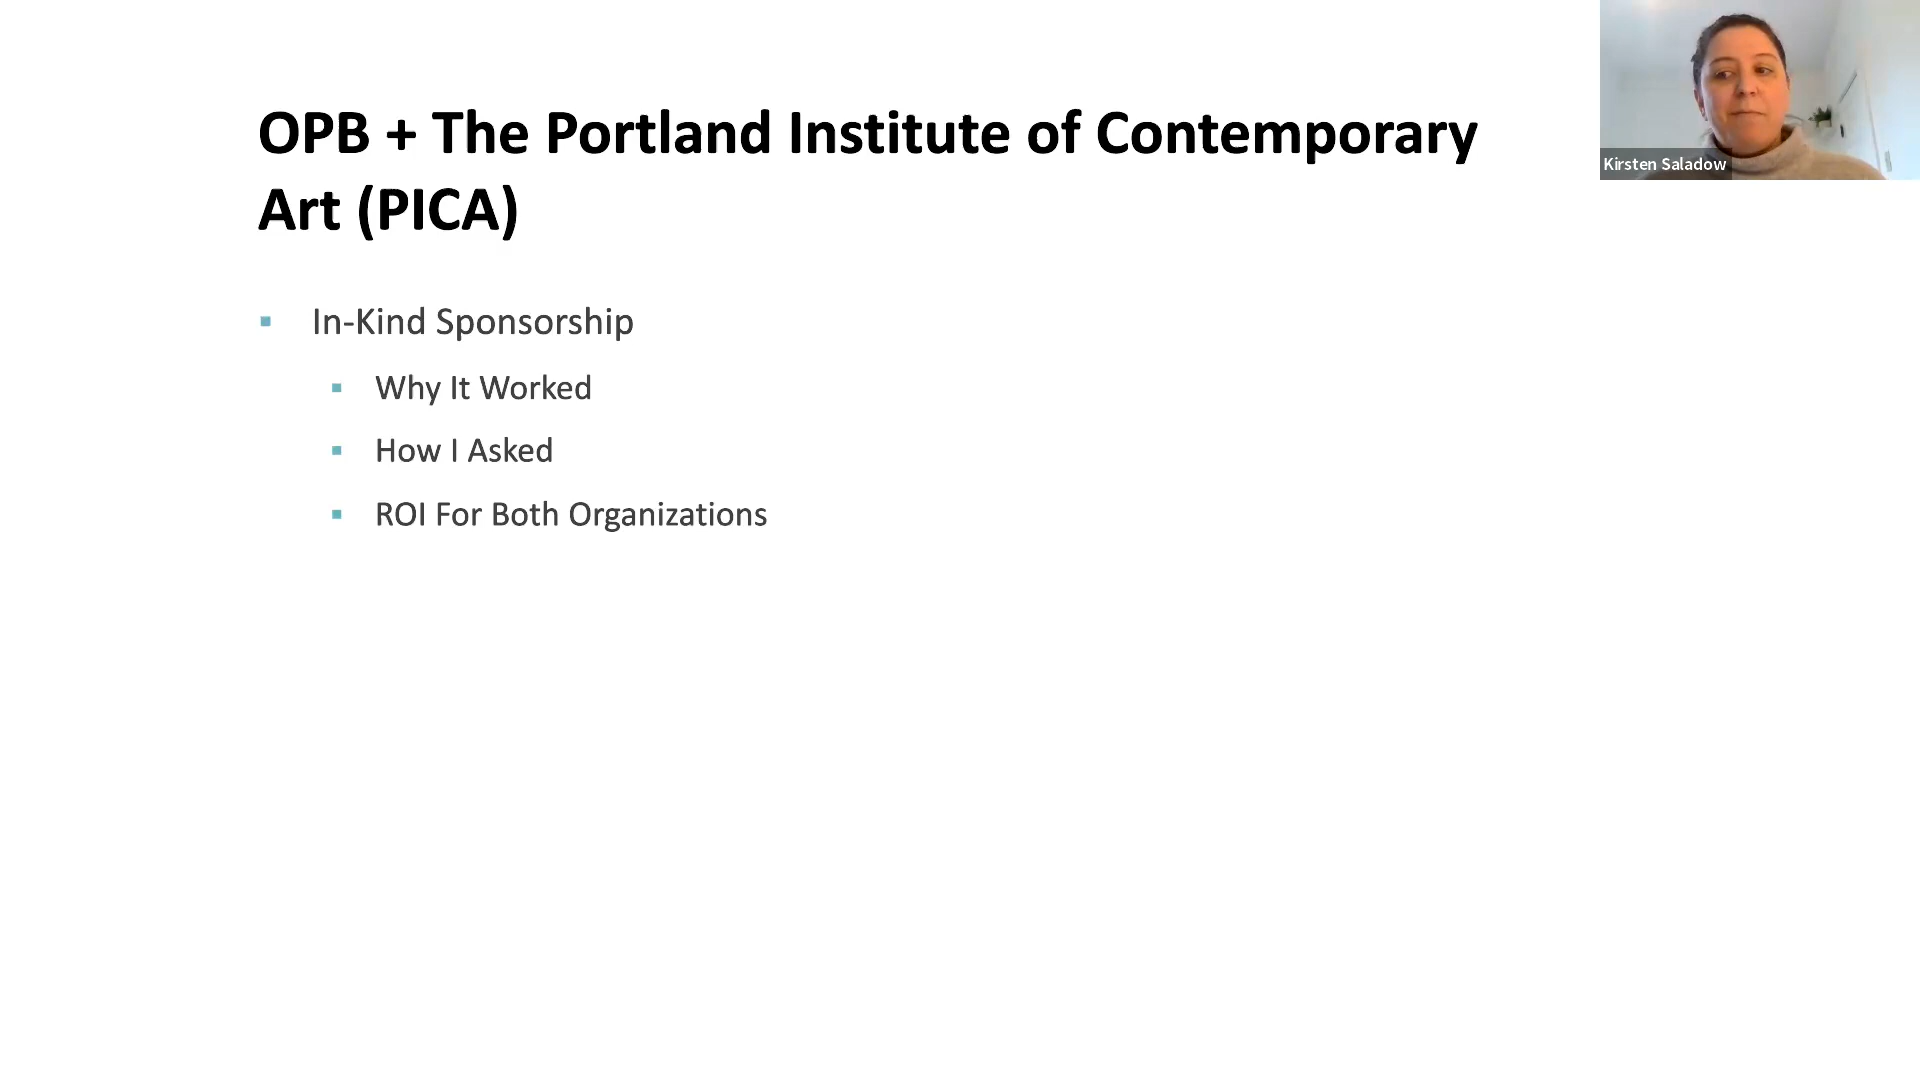 OPB + The Portland Institute of Contemporary
Art (PICA)
In-Kind Sponsorship
Why It Worked
How I Asked
ROI For Both Organizations
Kirsten Saladow